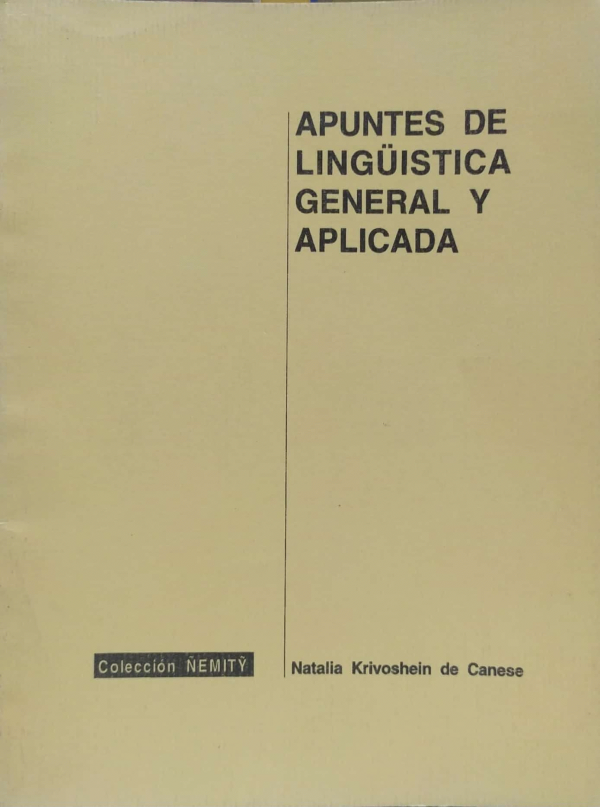 APUNTES DE
LINGÜISTICA
GENERAL Y
APLICADA
Colección ÑEMITỸ
Natalia Krivoshein de Canese